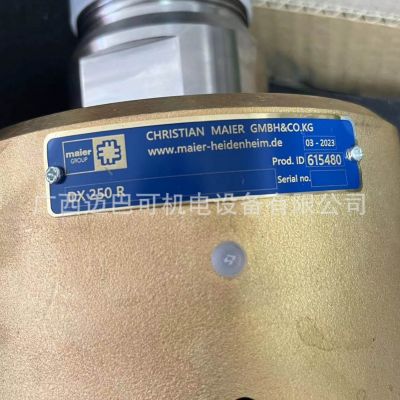 maier
GROUP
CHRISTIAN MAIER GMBH&CO.KG
www.maier-heidenheim.de
03 - 2023
Prod. ID 615480
Serial no.
DX 250 R
广西迈巴可机电设备有限公司